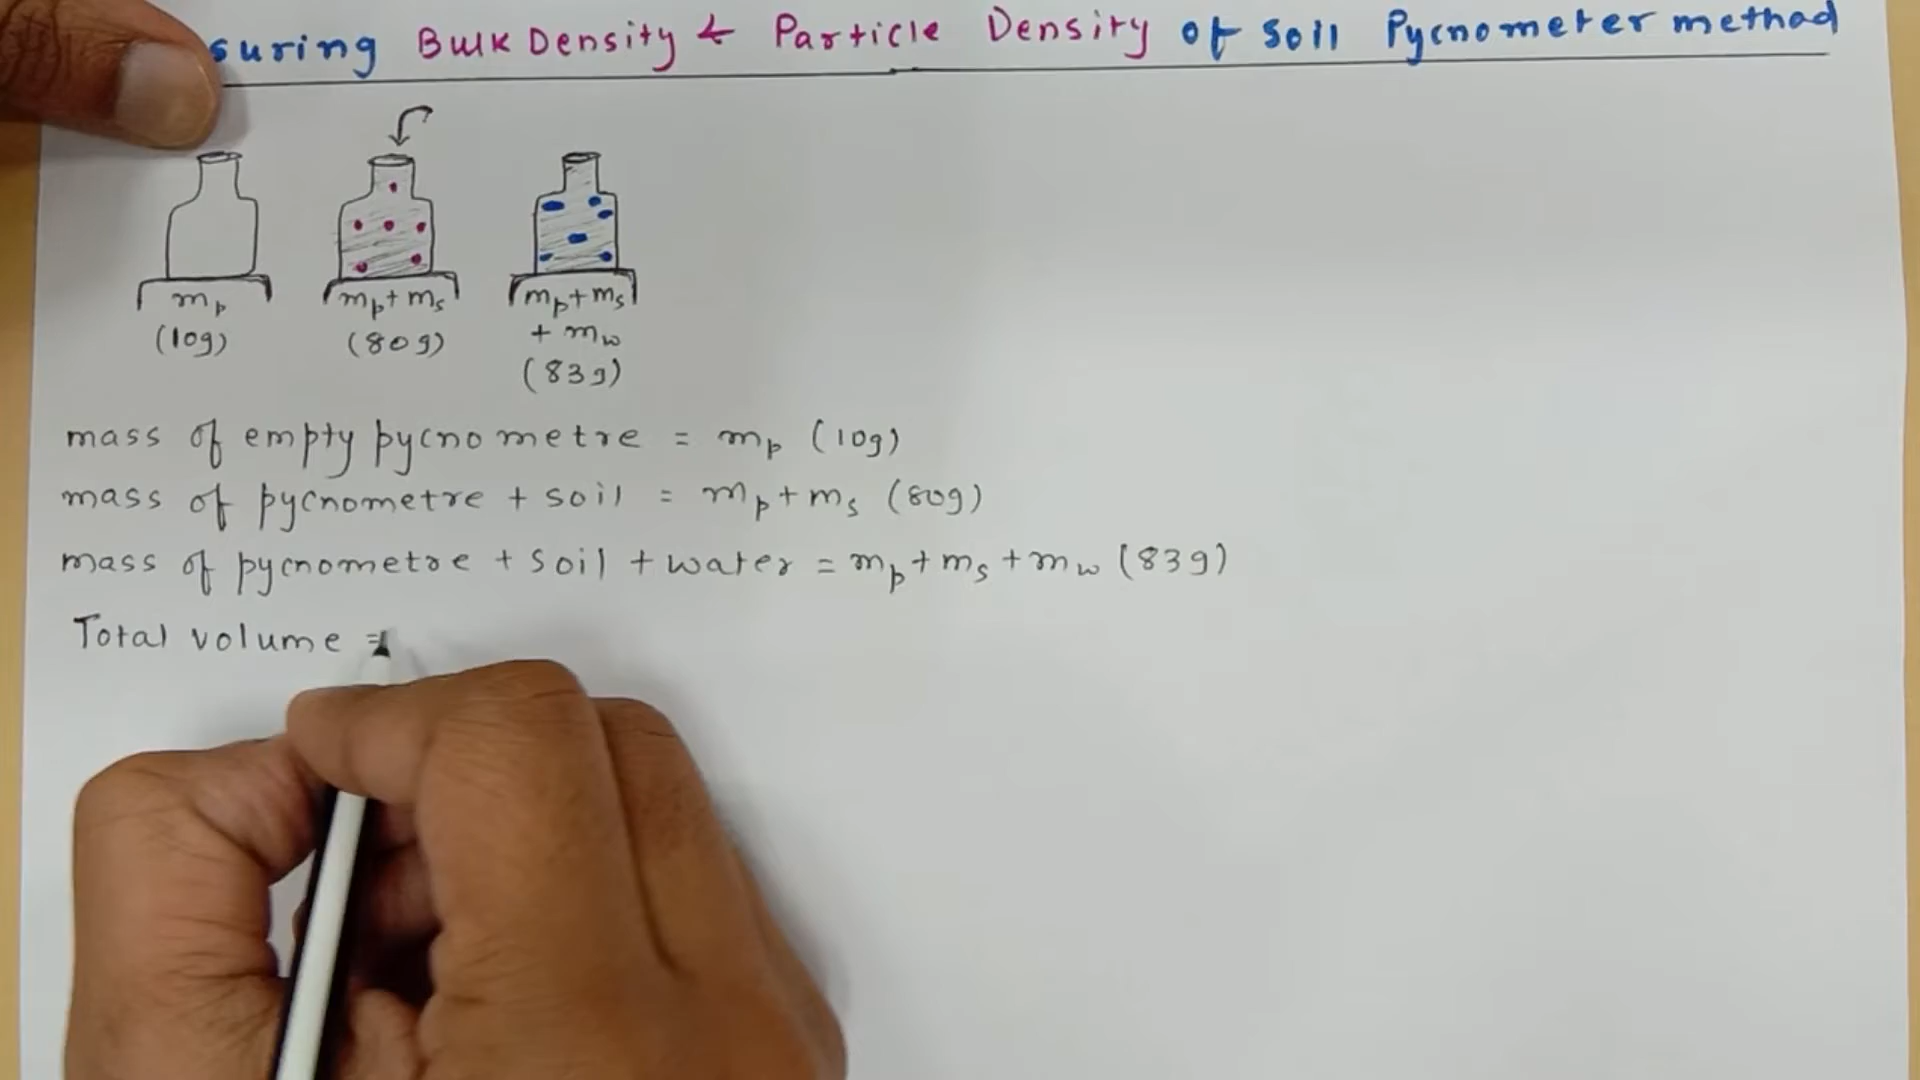 suring Bulk Density & Particle Density of Soil Pycnometer method
mp
(10g)
mp + ms
(80g)
mp + ms
+ mw
(83g)
mass of empty pycnometre = mp (10g)
mass of pycnometre + soil = mp + ms (80g)
mass of pycnometre + soil + water = mp + ms + mw (83g)
Total volume =